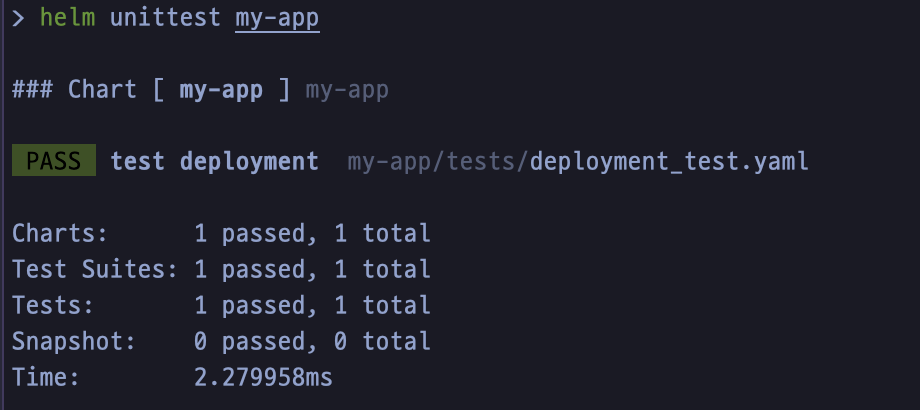 > helm unittest my-app
### Chart [ my-app ] my-app
PASS test deployment my-app/tests/deployment_test.yaml
Charts: 1 passed, 1 total
Test Suites: 1 passed, 1 total
Tests: 1 passed, 1 total
Snapshot: 0 passed, 0 total
Time: 2.279958ms